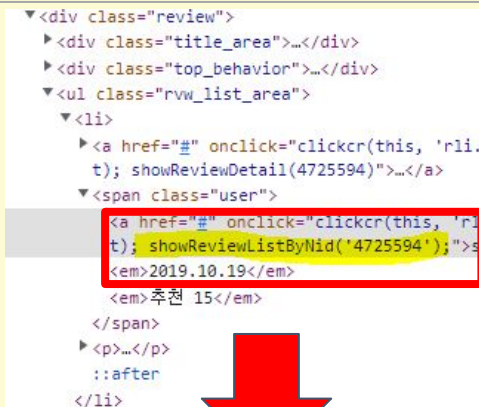 ▼<div class="review">
▶<div class="title_area">…</div>
▶<div class="top_behavior">…</div>
▼<ul class="rvw_list_area">
▼<li>
▶<a href="#" onclick="clickcr(this, 'rli.
t); showReviewDetail(4725594)">…</a>
▼<span class="user">
<a href="#" onclick="clickcr(this, 'rl
t); showReviewListByNid('4725594');">s
<em>2019.10.19</em>
<em>추천 15</em>
</span>
▶<p>…</p>
::after
</li>